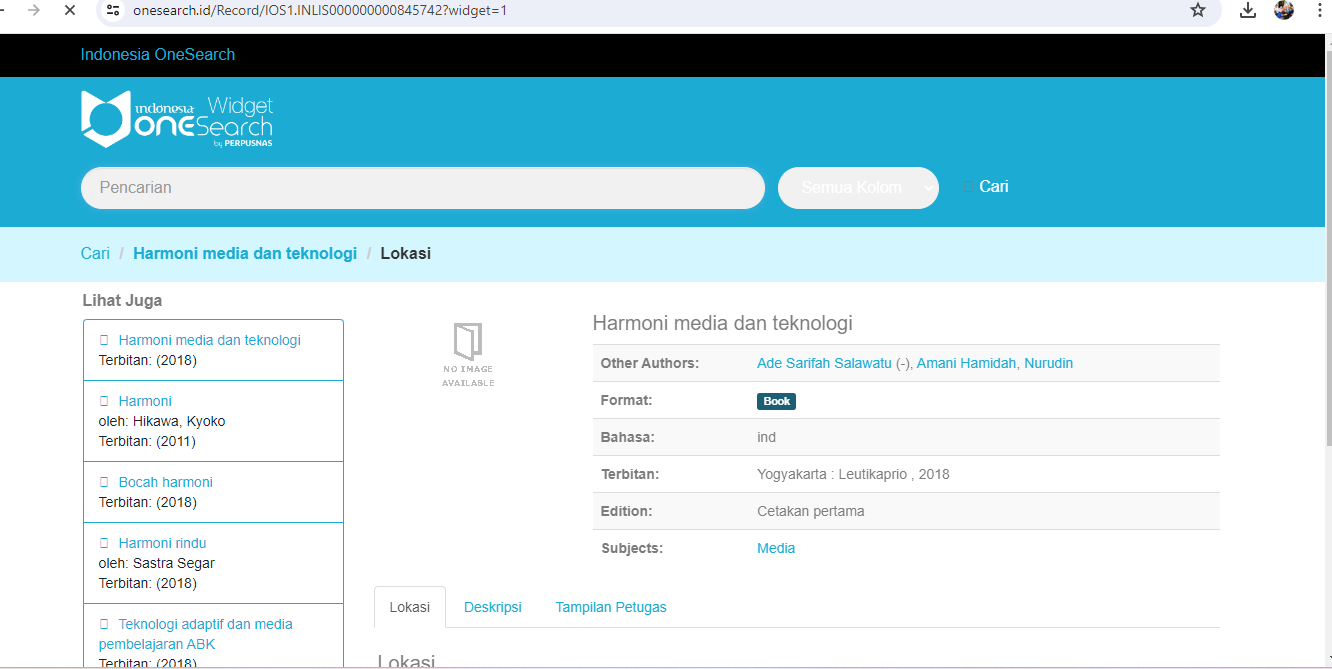 onesearch.id/Record/IOS1.INLIS000000000845742?widget=1
Indonesia OneSearch
indonesia Widget
oneSearch
by PERPUSNAS
Pencarian
Semua Kolom
Cari
Cari / Harmoni media dan teknologi / Lokasi
Lihat Juga
Harmoni media dan teknologi
Terbitan: (2018)
Harmoni
oleh: Hikawa, Kyoko
Terbitan: (2011)
Bocah harmoni
Terbitan: (2018)
Harmoni rindu
oleh: Sastra Segar
Terbitan: (2018)
Teknologi adaptif dan media
pembelajaran ABK
Terbitan: (2018)
NO IMAGE
AVAILABLE
Harmoni media dan teknologi
Other Authors: Ade Sarifah Salawatu (-), Amani Hamidah, Nurudin
Format: Book
Bahasa: ind
Terbitan: Yogyakarta : Leutikaprio , 2018
Edition: Cetakan pertama
Subjects: Media
Lokasi Deskripsi Tampilan Petugas
Lokasi